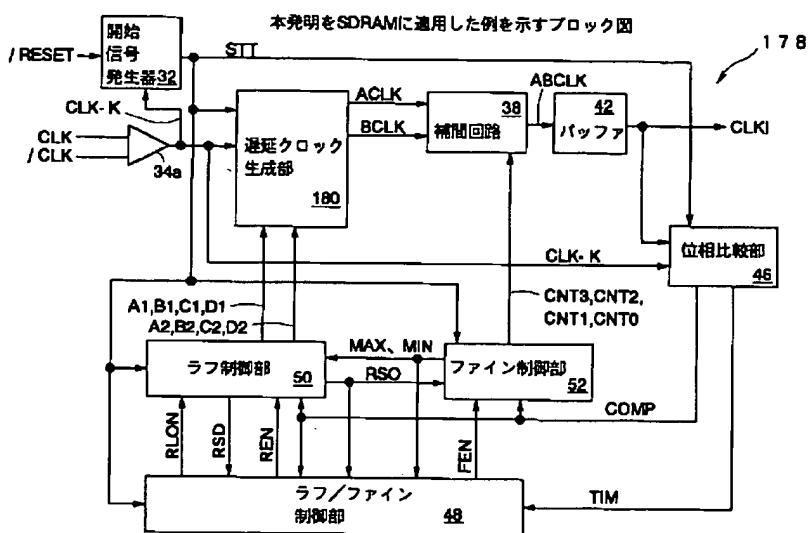 本発明をSDRAMに適用した例を示すブロック図
178
/RESET
開始
信号
発生器32
STT
CLK-K
CLK
/CLK
34a
遅延クロック
生成部
180
ACLK
BCLK
38
補間回路
ABCLK
42
バッファ
CLKI
位相比較部
46
CLK-K
A1,B1,C1,D1
A2,B2,C2,D2
CNT3,CNT2,
CNT1,CNT0
MAX、MIN
ラフ制御部
50
RSO
ファイン制御部
52
COMP
RLON
RSD
REN
FEN
ラフ/ファイン
制御部
48
TIM